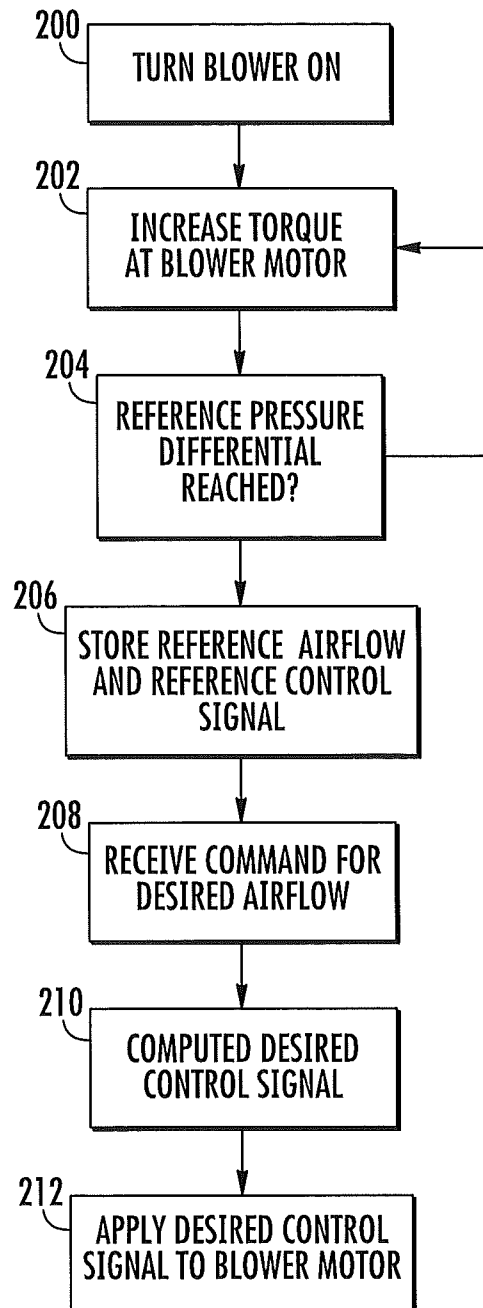 200
TURN BLOWER ON
202
INCREASE TORQUE
AT BLOWER MOTOR
204
REFERENCE PRESSURE
DIFFERENTIAL
REACHED?
206
STORE REFERENCE AIRFLOW
AND REFERENCE CONTROL
SIGNAL
208
RECEIVE COMMAND FOR
DESIRED AIRFLOW
210
COMPUTED DESIRED
CONTROL SIGNAL
212
APPLY DESIRED CONTROL
SIGNAL TO BLOWER MOTOR